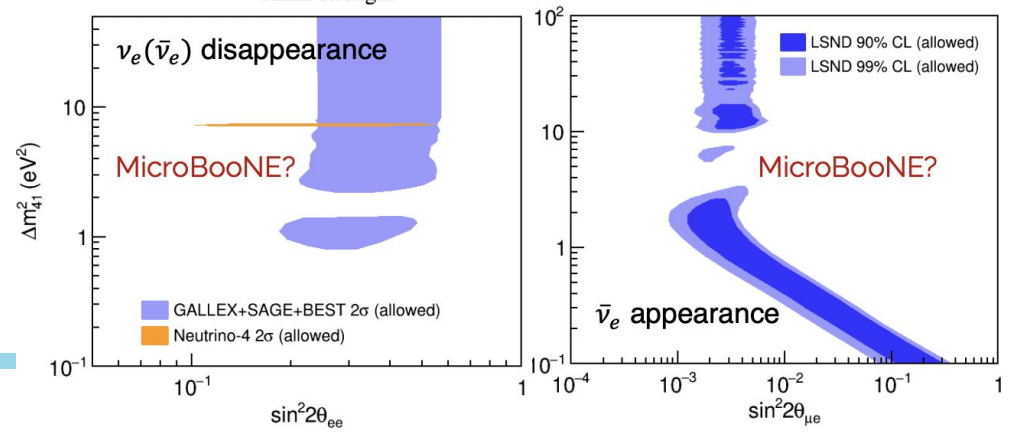 νₑ(ν̄ₑ) disappearance
10
1
10⁻¹
Δm²₄₁ (eV²)
MicroBooNE?
GALLEX+SAGE+BEST 2σ (allowed)
Neutrino-4 2σ (allowed)
10⁻¹
1
sin²2θₑₑ
10²
10
1
10⁻¹
LSND 90% CL (allowed)
LSND 99% CL (allowed)
MicroBooNE?
ν̄ₑ appearance
10⁻⁴
10⁻³
10⁻²
10⁻¹
1
sin²2θμₑ